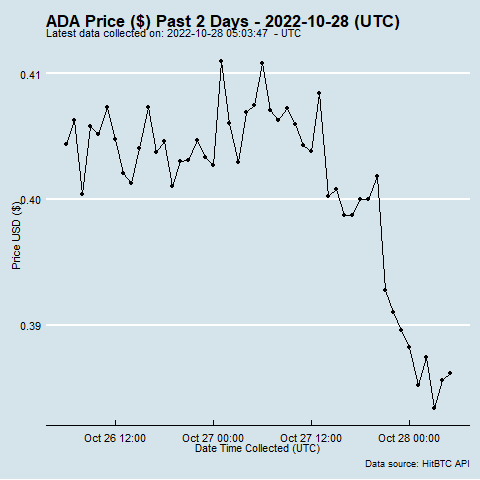 ADA Price ($) Past 2 Days - 2022-10-28 (UTC)
Latest data collected on: 2022-10-28 05:03:47 - UTC
0.41
0.40
0.39
Price USD ($)
Oct 26 12:00 Oct 27 00:00 Oct 27 12:00 Oct 28 00:00
Date Time Collected (UTC)
Data source: HitBTC API